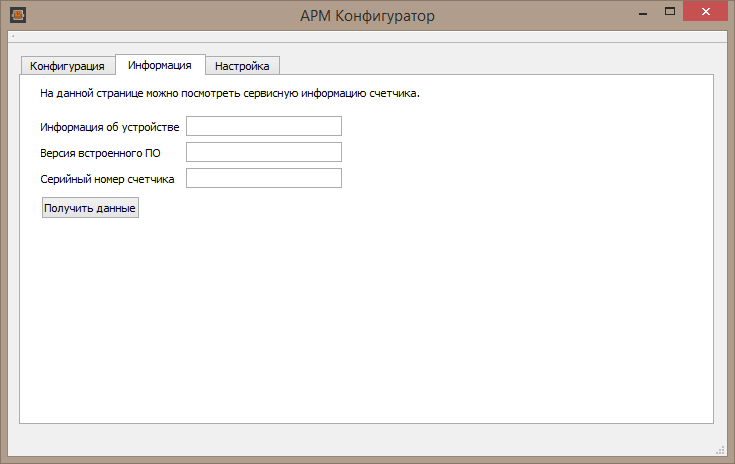 АРМ Конфигуратор
Конфигурация Информация Настройка
На данной странице можно посмотреть сервисную информацию счетчика.
Информация об устройстве
Версия встроенного ПО
Серийный номер счетчика
Получить данные